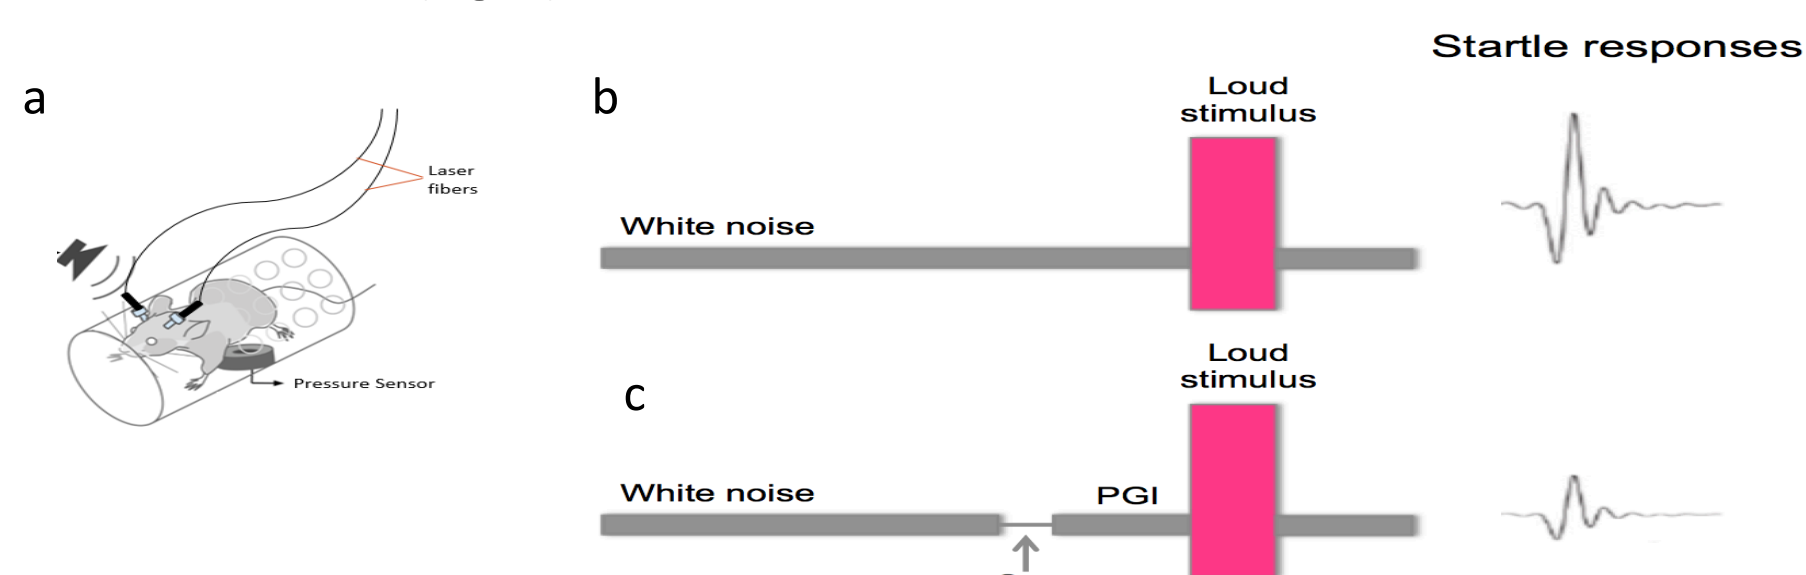 Startle responses
a
b
Loud
stimulus
Laser
fibers
White noise
Pressure Sensor
Loud
stimulus
c
White noise
PGI